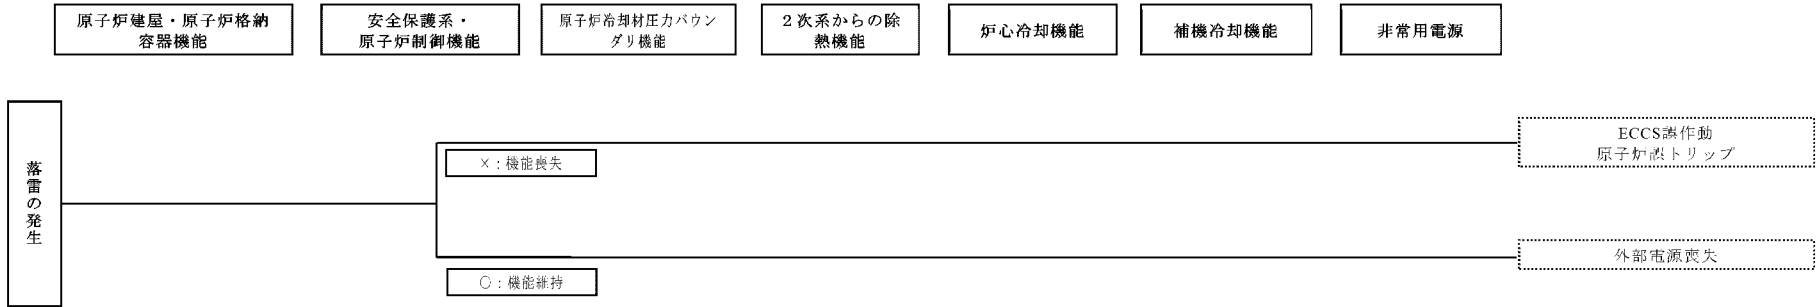 原子炉建屋・原子炉格納
容器機能
安全保護系・
原子炉制御機能
原子炉冷却材圧力バウン
ダリ機能
２次系からの除
熱機能
炉心冷却機能
補機冷却機能
非常用電源
落雷の発生
×：機能喪失
○：機能維持
ECCS誤作動
原子炉誤トリップ
外部電源喪失